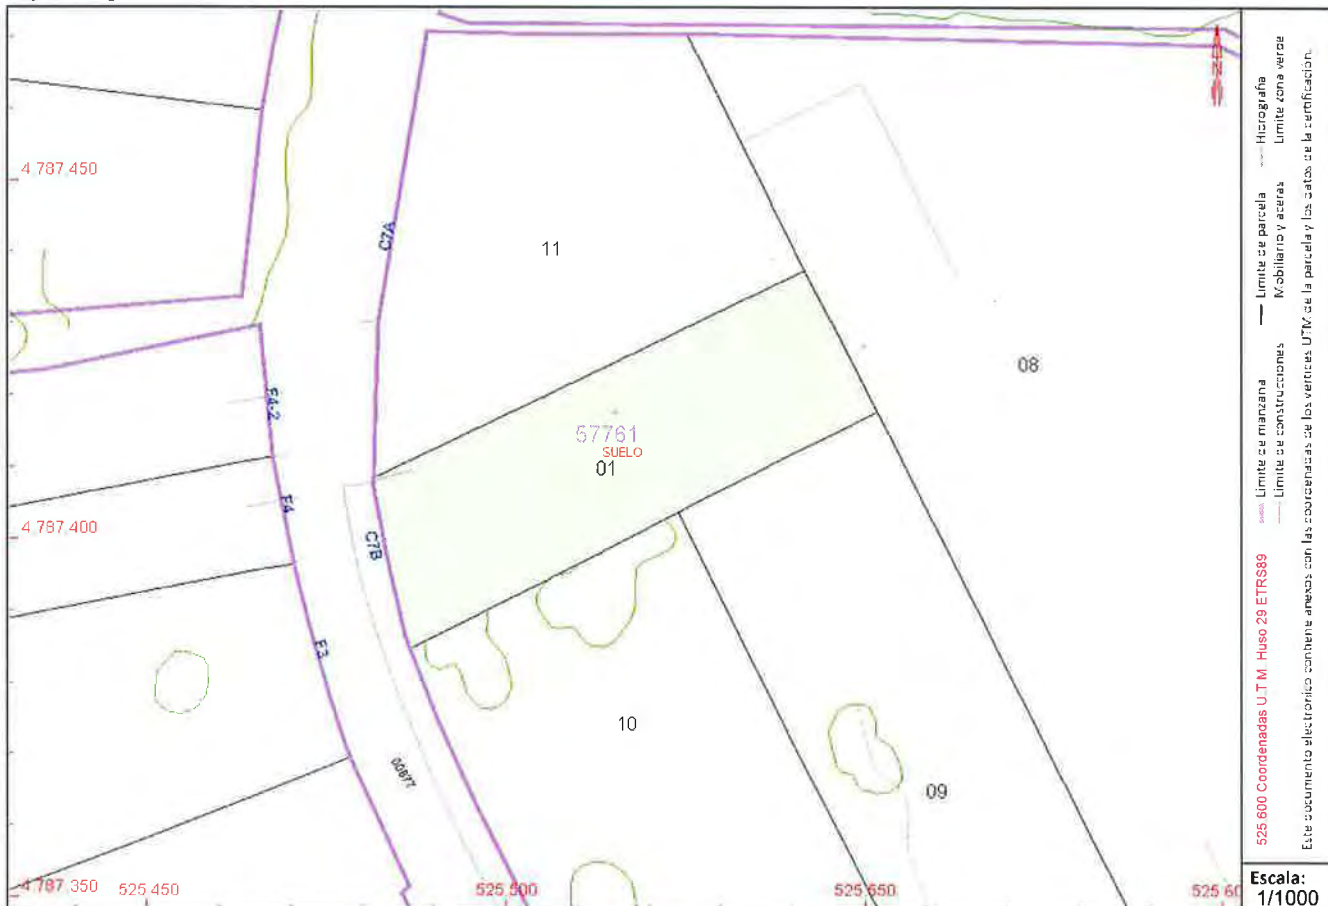 4.787.450
C7A
11
08
F4-2
57761
SUELO
01
F4
4.787.400
C7B
F3
10
00677
09
4.787.350
525.450
525.500
525.550
525.60
Límite de manzana
Límite de parcela
Hidrografía
Límite de construcciones
Mobiliario y aceras
Límite zona verde
525.600 Coordenadas U.T.M. Huso 29 ETRS89
Este documento electrónico contiene anexos con las coordenadas de los vértices UTM de la parcela y los datos de la certificación.
Escala:
1/1000